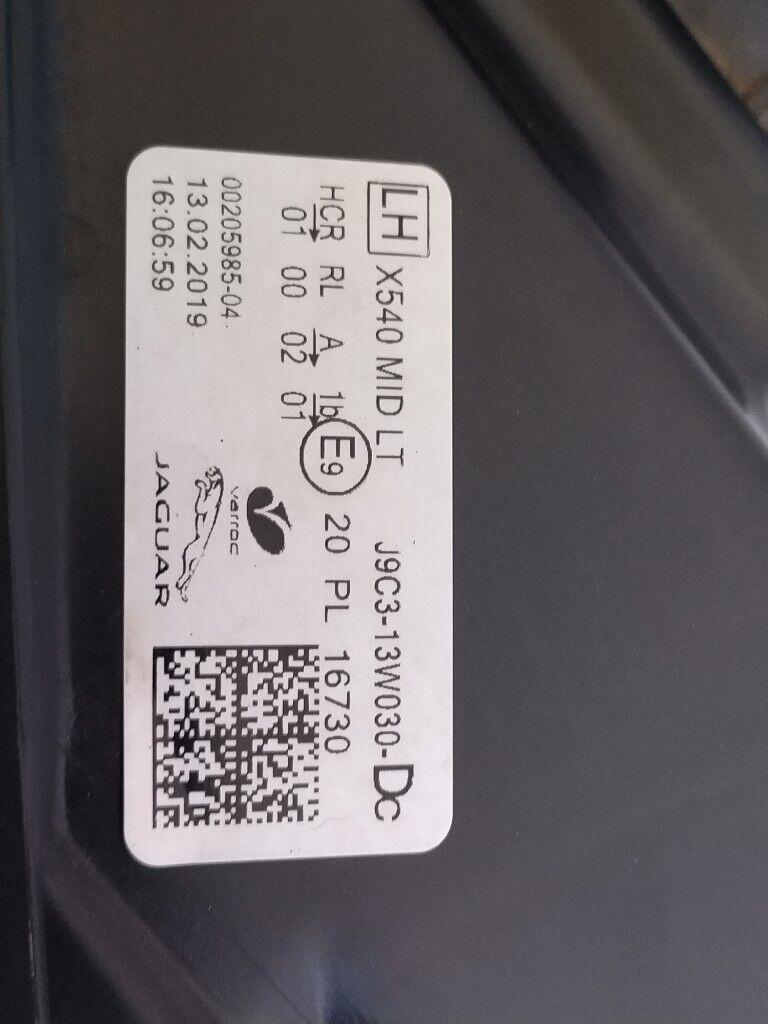 LH X540 MID LT J9C3-13W030-DC
HCR RL A 1b E9 20 PL 16730
01 00 02 01
varroc
00205985-04
13.02.2019
16:06:59
JAGUAR